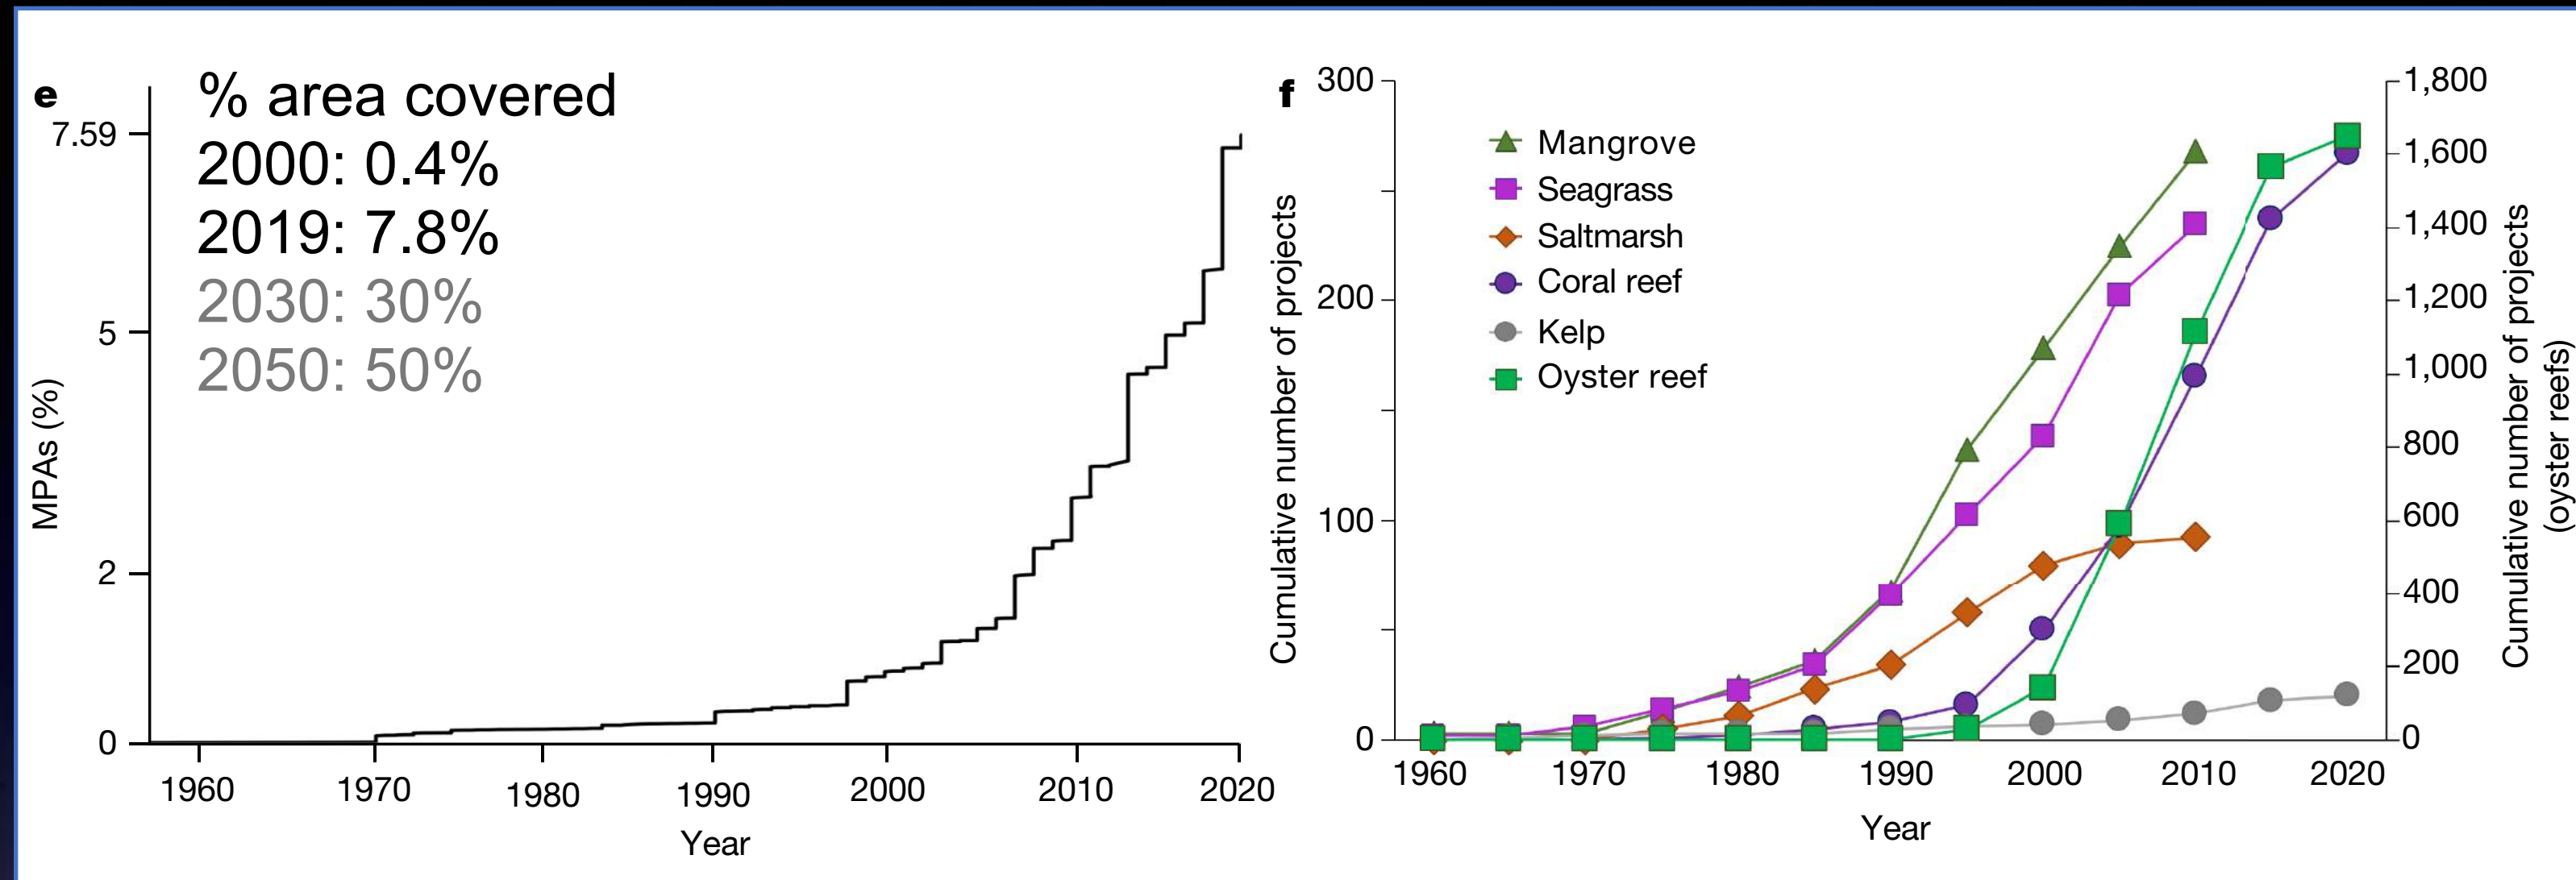 e
% area covered
2000: 0.4%
2019: 7.8%
2030: 30%
2050: 50%
7.59
5
2
0
MPAs (%)
1960 1970 1980 1990 2000 2010 2020
Year
f
300
200
100
0
Cumulative number of projects
Mangrove
Seagrass
Saltmarsh
Coral reef
Kelp
Oyster reef
1,800
1,600
1,400
1,200
1,000
800
600
400
200
0
Cumulative number of projects
(oyster reefs)
1960 1970 1980 1990 2000 2010 2020
Year